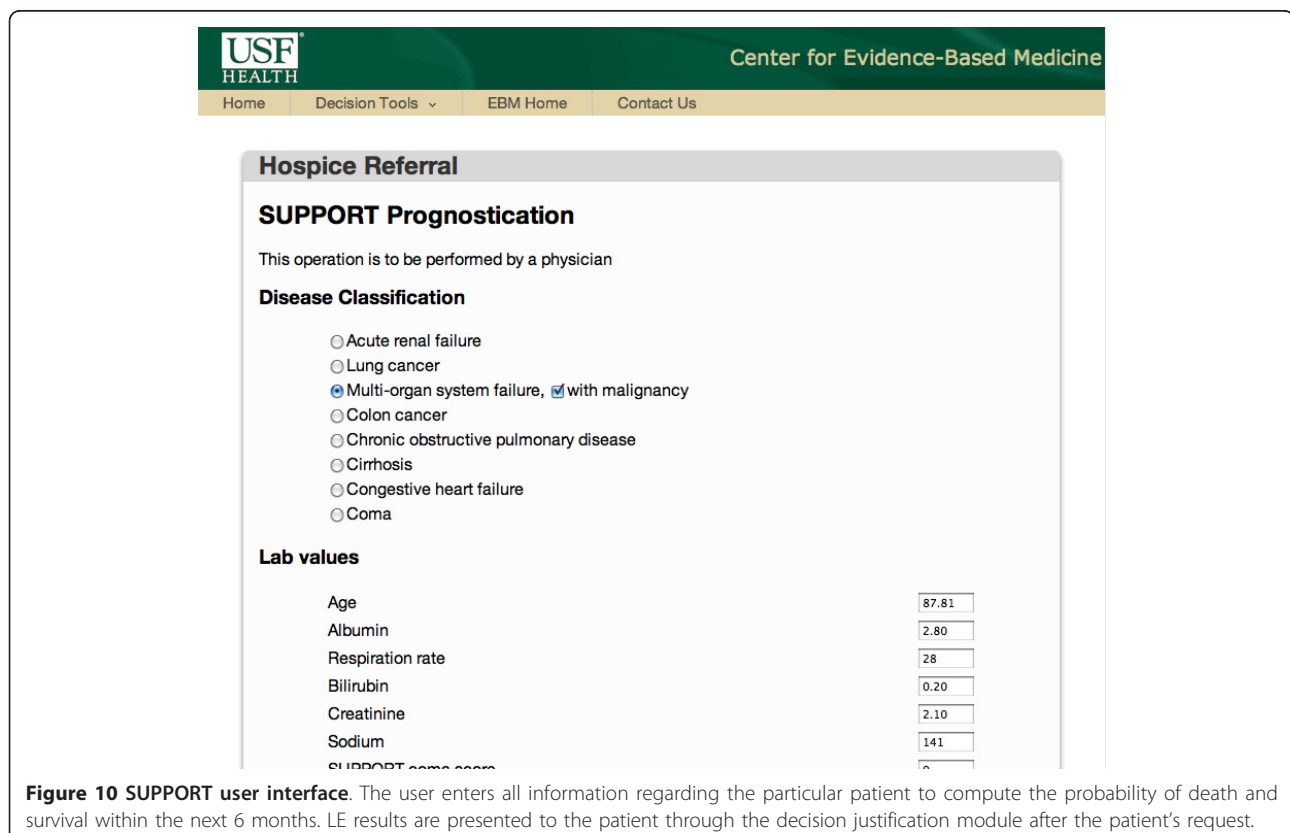 USF®
HEALTH
Center for Evidence-Based Medicine
Home Decision Tools EBM Home Contact Us
Hospice Referral
SUPPORT Prognostication
This operation is to be performed by a physician
Disease Classification
Acute renal failure
Lung cancer
Multi-organ system failure, with malignancy
Colon cancer
Chronic obstructive pulmonary disease
Cirrhosis
Congestive heart failure
Coma
Lab values
Age 87.81
Albumin 2.80
Respiration rate 28
Bilirubin 0.20
Creatinine 2.10
Sodium 141
SUPPORT coma score
Figure 10 SUPPORT user interface. The user enters all information regarding the particular patient to compute the probability of death and
survival within the next 6 months. LE results are presented to the patient through the decision justification module after the patient's request.